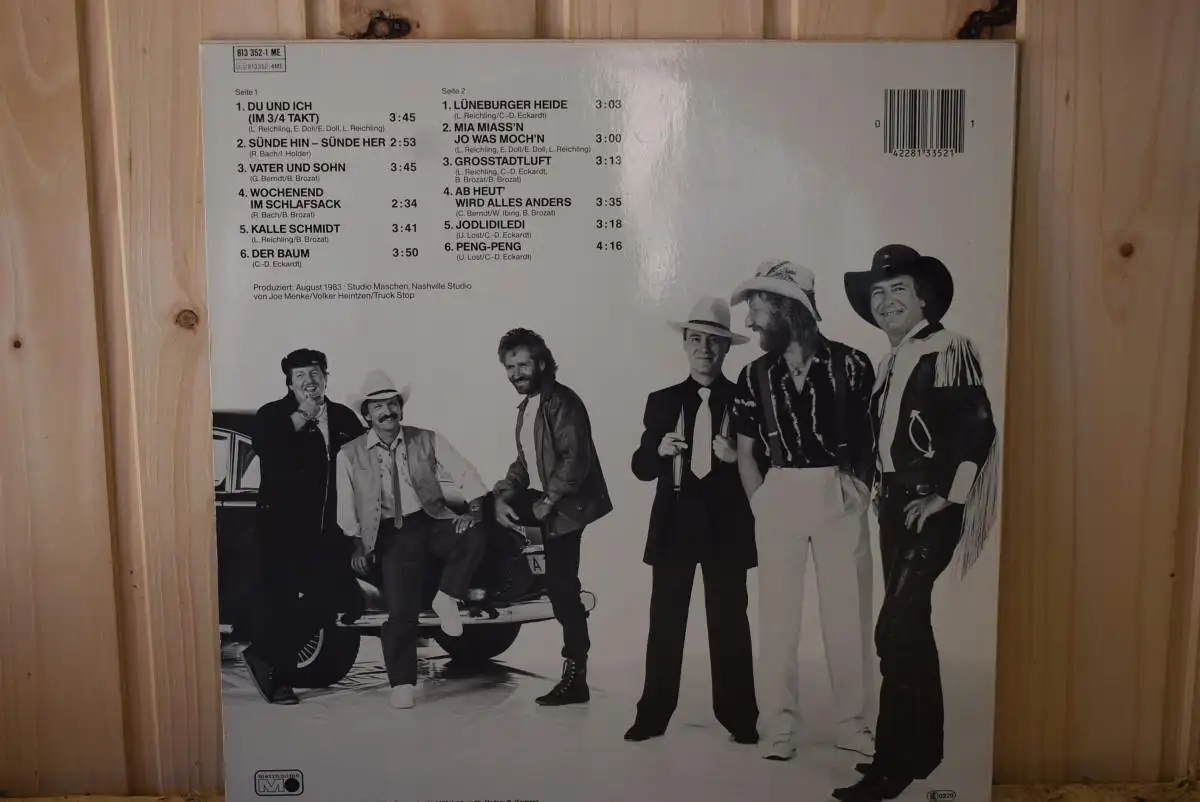 813 352-1 ME
Seite 1
1. DU UND ICH
(IM 3/4 TAKT) 3:45
(L. Reichling, E. Doll/E. Doll, L. Reichling)
2. SÜNDE HIN – SÜNDE HER 2:53
(R. Bach/I. Holder)
3. VATER UND SOHN 3:45
(G. Berndt/B. Brozat)
4. WOCHENEND
IM SCHLAFSACK 2:34
(R. Bach/B. Brozat)
5. KALLE SCHMIDT 3:41
(L. Reichling/B. Brozat)
6. DER BAUM 3:50
(C.-D. Eckardt)
Seite 2
1. LÜNEBURGER HEIDE 3:03
(L. Reichling/C.-D. Eckardt)
2. MIA MIASS'N
JO WAS MOCH'N 3:00
(L. Reichling, E. Doll/E. Doll, L. Reichling)
3. GROSSTADTLUFT 3:13
(L. Reichling, C.-D. Eckardt,
B. Brozat/B. Brozat)
4. AB HEUT'
WIRD ALLES ANDERS 3:35
(C. Berndt/W. Ibing, B. Brozat)
5. JODLIDILEDI 3:18
(U. Lost/C.-D. Eckardt)
6. PENG-PENG 4:16
(U. Lost/C.-D. Eckardt)
Produziert: August 1983: Studio Maschen, Nashville Studio
von Joe Menke/Volker Heintzen/Truck Stop
0 42281 33521 1
A
metronome